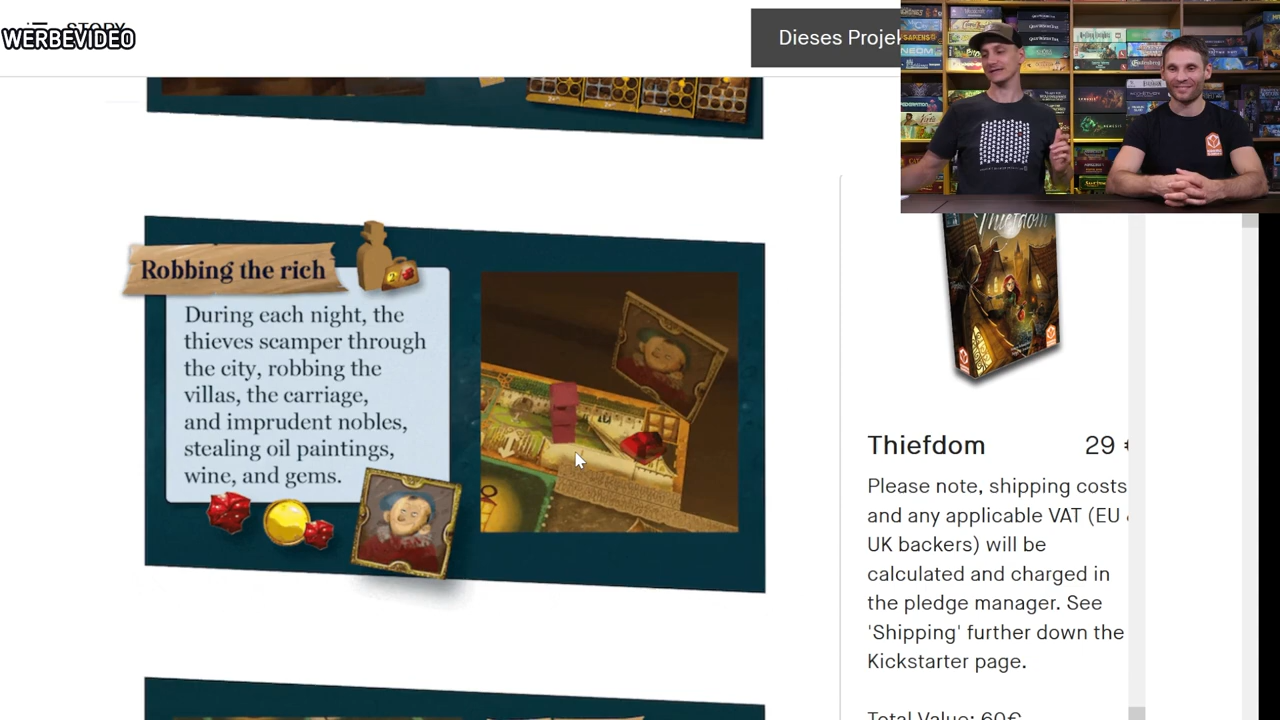 STORY
WERBEVIDEO
Dieses Projek
Robbing the rich
During each night, the
thieves scamper through
the city, robbing the
villas, the carriage,
and imprudent nobles,
stealing oil paintings,
wine, and gems.
Thiefdom
Thiefdom 29 €
Please note, shipping costs
and any applicable VAT (EU
UK backers) will be
calculated and charged in
the pledge manager. See
'Shipping' further down the
Kickstarter page.
Total Value: 60€